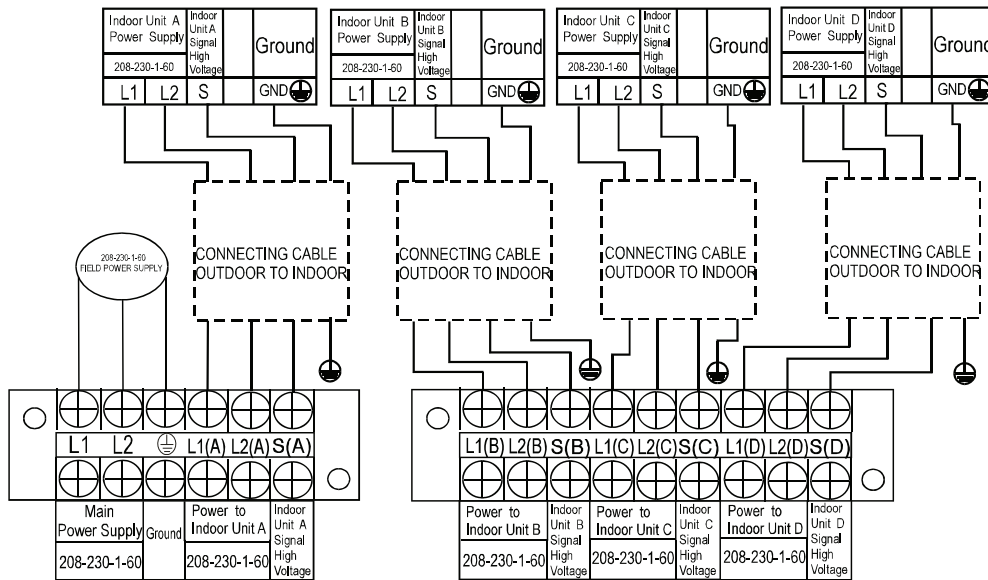 Indoor Unit A
Power Supply
208-230-1-60
Indoor
Unit A
Signal
High
Voltage
Ground
L1 L2 S GND
Indoor Unit B
Power Supply
208-230-1-60
Indoor
Unit B
Signal
High
Voltage
Ground
L1 L2 S GND
Indoor Unit C
Power Supply
208-230-1-60
Indoor
Unit C
Signal
High
Voltage
Ground
L1 L2 S GND
Indoor Unit D
Power Supply
208-230-1-60
Indoor
Unit D
Signal
High
Voltage
Ground
L1 L2 S GND
208-230-1-60
FIELD POWER SUPPLY
CONNECTING CABLE
OUTDOOR TO INDOOR
CONNECTING CABLE
OUTDOOR TO INDOOR
CONNECTING CABLE
OUTDOOR TO INDOOR
CONNECTING CABLE
OUTDOOR TO INDOOR
L1 L2 L1(A) L2(A) S(A)
Main
Power Supply
208-230-1-60
Ground
Power to
Indoor Unit A
208-230-1-60
Indoor
Unit A
Signal
High
Voltage
L1(B) L2(B) S(B) L1(C) L2(C) S(C) L1(D) L2(D) S(D)
Power to
Indoor Unit B
208-230-1-60
Indoor
Unit B
Signal
High
Voltage
Power to
Indoor Unit C
208-230-1-60
Indoor
Unit C
Signal
High
Voltage
Power to
Indoor Unit D
208-230-1-60
Indoor
Unit D
Signal
High
Voltage